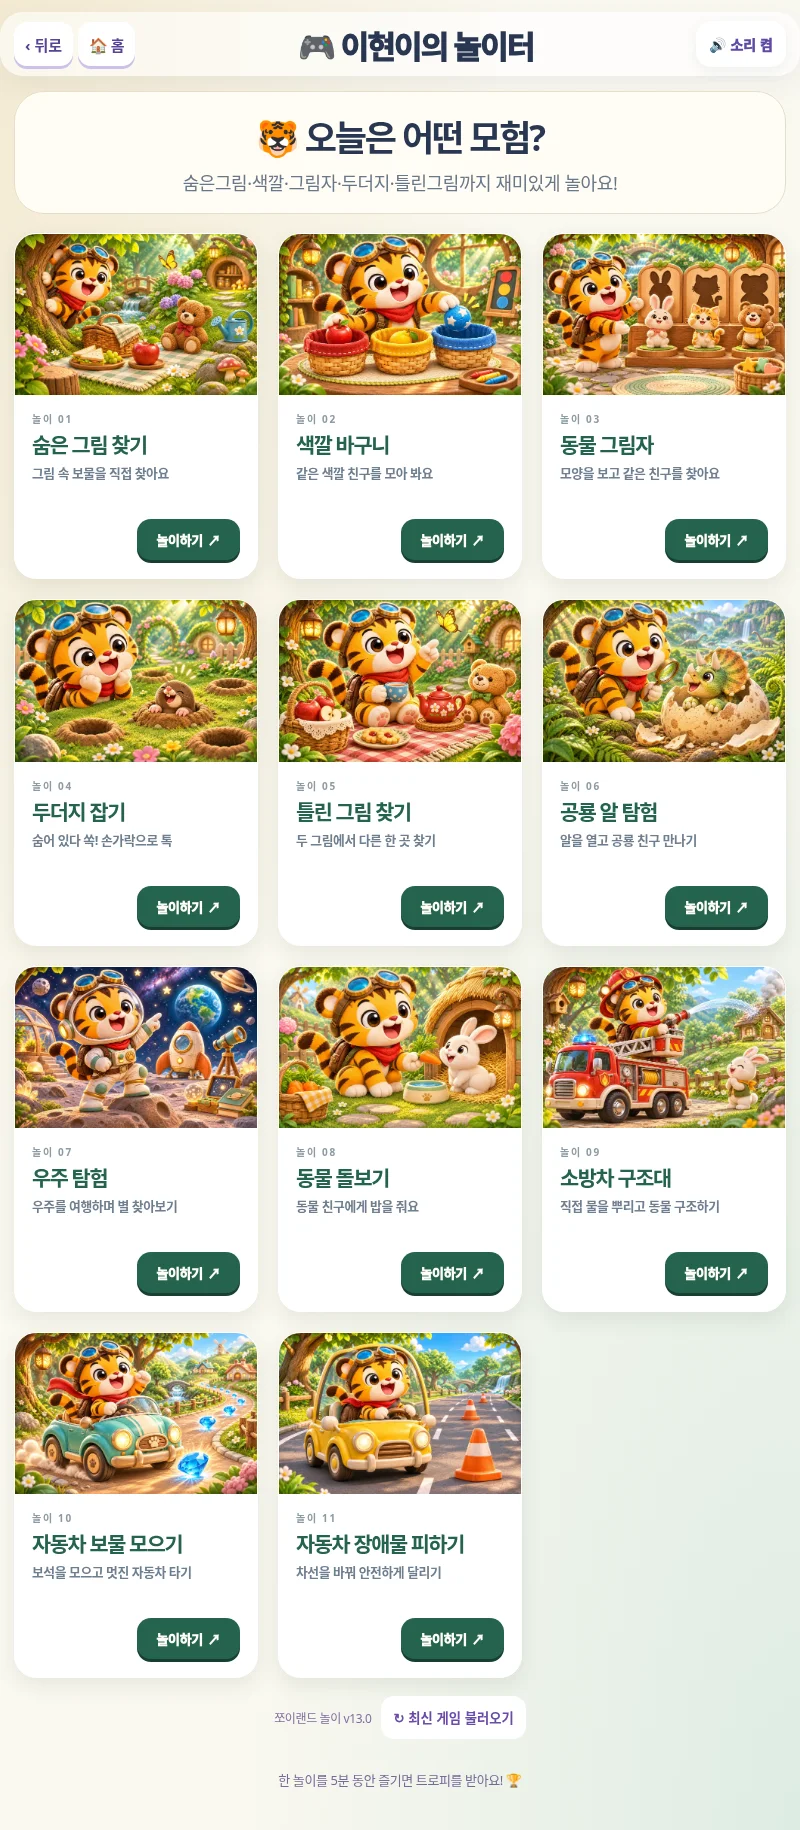 ‹ 뒤로
🏠 홈
🎮 이현이의 놀이터
🔊 소리 켬
🐯 오늘은 어떤 모험?
숨은그림·색깔·그림자·두더지·틀린그림까지 재미있게 놀아요!
놀이 01
숨은 그림 찾기
그림 속 보물을 직접 찾아요
놀이하기 ↗
놀이 02
색깔 바구니
같은 색깔 친구를 모아 봐요
놀이하기 ↗
놀이 03
동물 그림자
모양을 보고 같은 친구를 찾아요
놀이하기 ↗
놀이 04
두더지 잡기
숨어 있다 쏙! 손가락으로 톡
놀이하기 ↗
놀이 05
틀린 그림 찾기
두 그림에서 다른 한 곳 찾기
놀이하기 ↗
놀이 06
공룡 알 탐험
알을 열고 공룡 친구 만나기
놀이하기 ↗
놀이 07
우주 탐험
우주를 여행하며 별 찾아보기
놀이하기 ↗
놀이 08
동물 돌보기
동물 친구에게 밥을 줘요
놀이하기 ↗
놀이 09
소방차 구조대
직접 물을 뿌리고 동물 구조하기
놀이하기 ↗
놀이 10
자동차 보물 모으기
보석을 모으고 멋진 자동차 타기
놀이하기 ↗
놀이 11
자동차 장애물 피하기
차선을 바꿔 안전하게 달리기
놀이하기 ↗
쪼이랜드 놀이 v13.0
↻ 최신 게임 불러오기
한 놀이를 5분 동안 즐기면 트로피를 받아요! 🏆